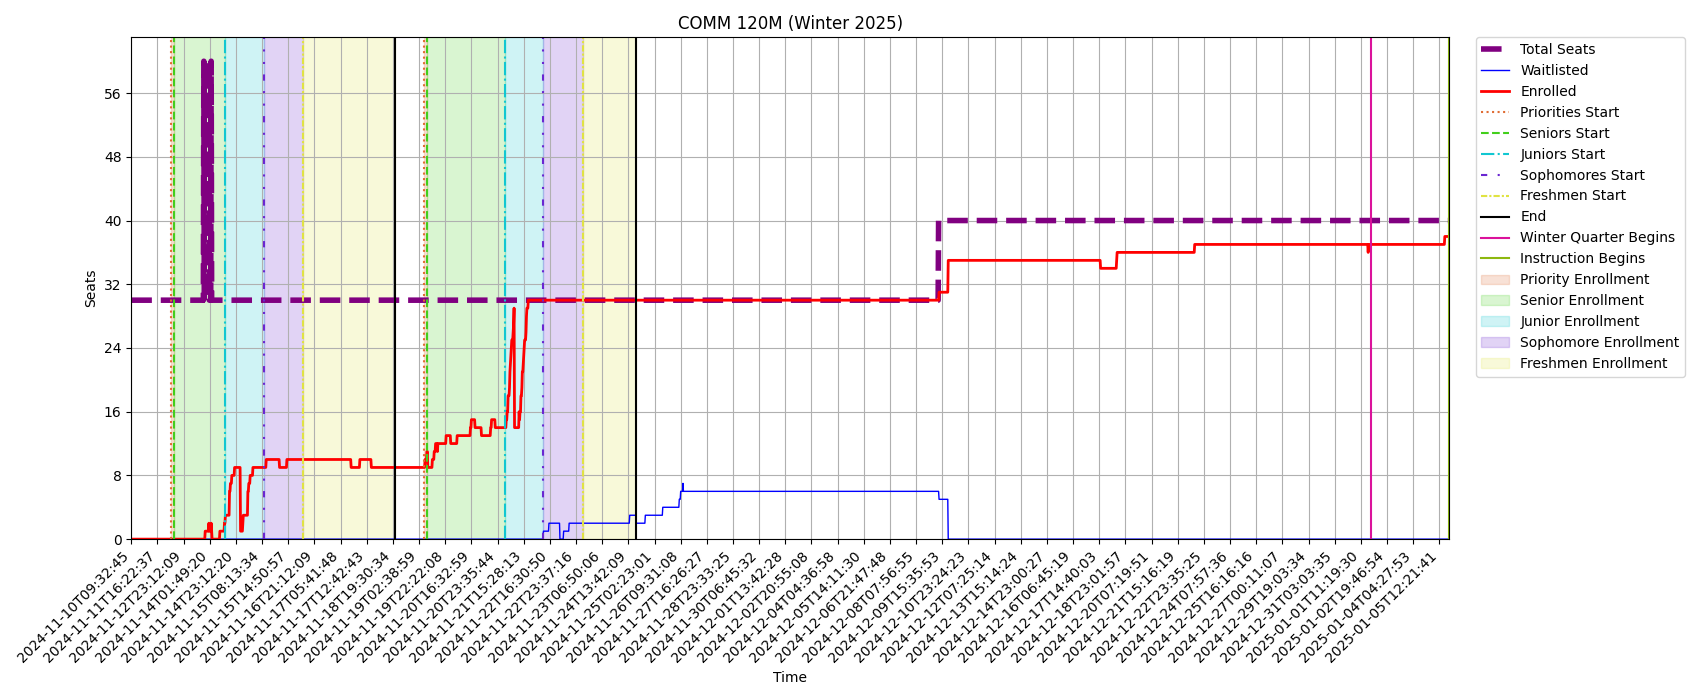 COMM 120M (Winter 2025)
Seats
56
48
40
32
24
16
8
0
2024-11-10T09:32:45
2024-11-11T16:22:37
2024-11-12T23:12:09
2024-11-14T01:49:20
2024-11-14T23:12:20
2024-11-15T08:13:34
2024-11-15T14:50:57
2024-11-16T21:12:09
2024-11-17T05:41:48
2024-11-17T12:42:43
2024-11-18T19:30:34
2024-11-19T02:38:59
2024-11-19T22:22:08
2024-11-20T16:32:59
2024-11-20T23:35:44
2024-11-21T15:28:13
2024-11-22T16:30:50
2024-11-22T23:37:16
2024-11-23T06:50:06
2024-11-24T13:42:09
2024-11-25T02:23:01
2024-11-26T09:31:08
2024-11-27T16:26:27
2024-11-28T23:33:25
2024-11-30T06:45:32
2024-12-01T13:42:28
2024-12-02T20:55:08
2024-12-04T04:36:58
2024-12-05T14:11:30
2024-12-06T21:47:48
2024-12-08T07:56:55
2024-12-09T15:35:53
2024-12-10T23:24:23
2024-12-12T07:25:14
2024-12-13T15:14:24
2024-12-14T23:00:27
2024-12-16T06:45:19
2024-12-17T14:40:03
2024-12-18T23:01:57
2024-12-20T07:19:51
2024-12-21T15:16:19
2024-12-22T23:35:25
2024-12-24T07:57:36
2024-12-25T16:16:16
2024-12-27T00:11:07
2024-12-29T19:03:34
2024-12-31T03:03:35
2025-01-01T11:19:30
2025-01-02T19:46:54
2025-01-04T04:27:53
2025-01-05T12:21:41
Time
Total Seats
Waitlisted
Enrolled
Priorities Start
Seniors Start
Juniors Start
Sophomores Start
Freshmen Start
End
Winter Quarter Begins
Instruction Begins
Priority Enrollment
Senior Enrollment
Junior Enrollment
Sophomore Enrollment
Freshmen Enrollment